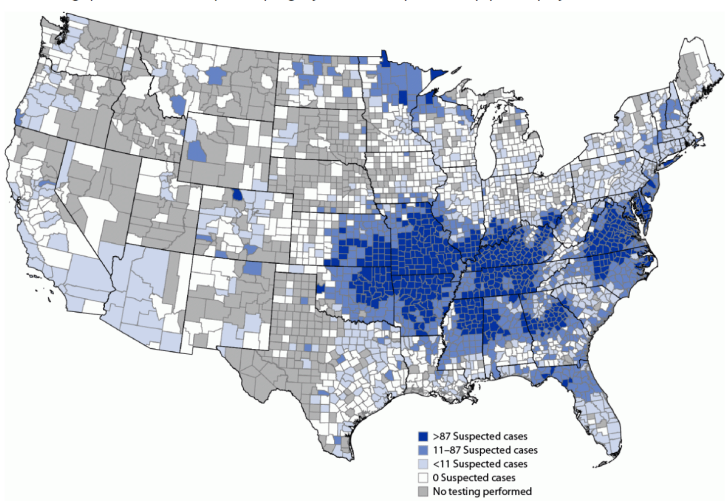 >87 Suspected cases
11–87 Suspected cases
<11 Suspected cases
0 Suspected cases
No testing performed